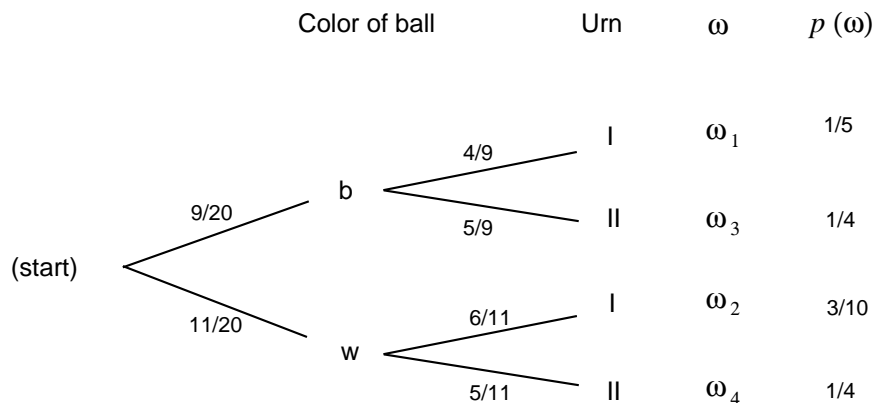 Color of ball Urn ω p (ω)
4/9 I ω1 1/5
b
9/20 5/9 II ω3 1/4
(start)
11/20 6/11 I ω2 3/10
w
5/11 II ω4 1/4